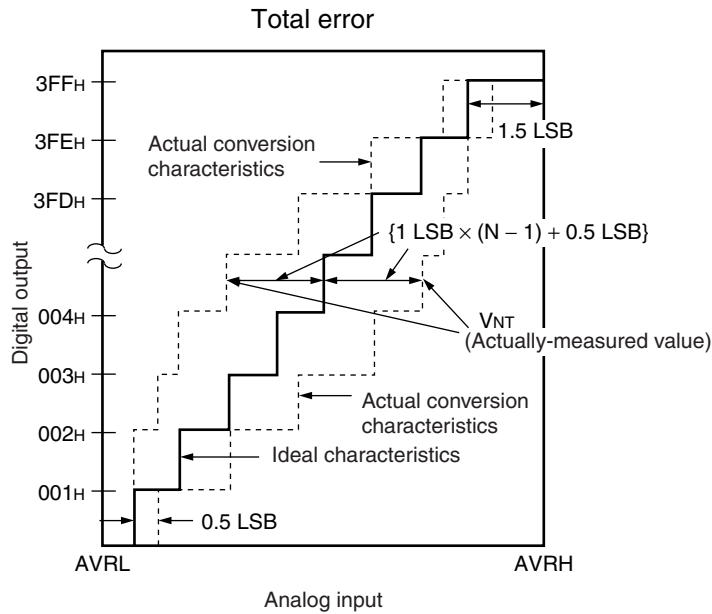 Total error
3FFH
3FEH
3FDH
004H
003H
002H
001H
Digital output
Actual conversion
characteristics
1.5 LSB
{1 LSB × (N − 1) + 0.5 LSB}
VNT
(Actually-measured value)
Actual conversion
characteristics
Ideal characteristics
0.5 LSB
AVRL
AVRH
Analog input